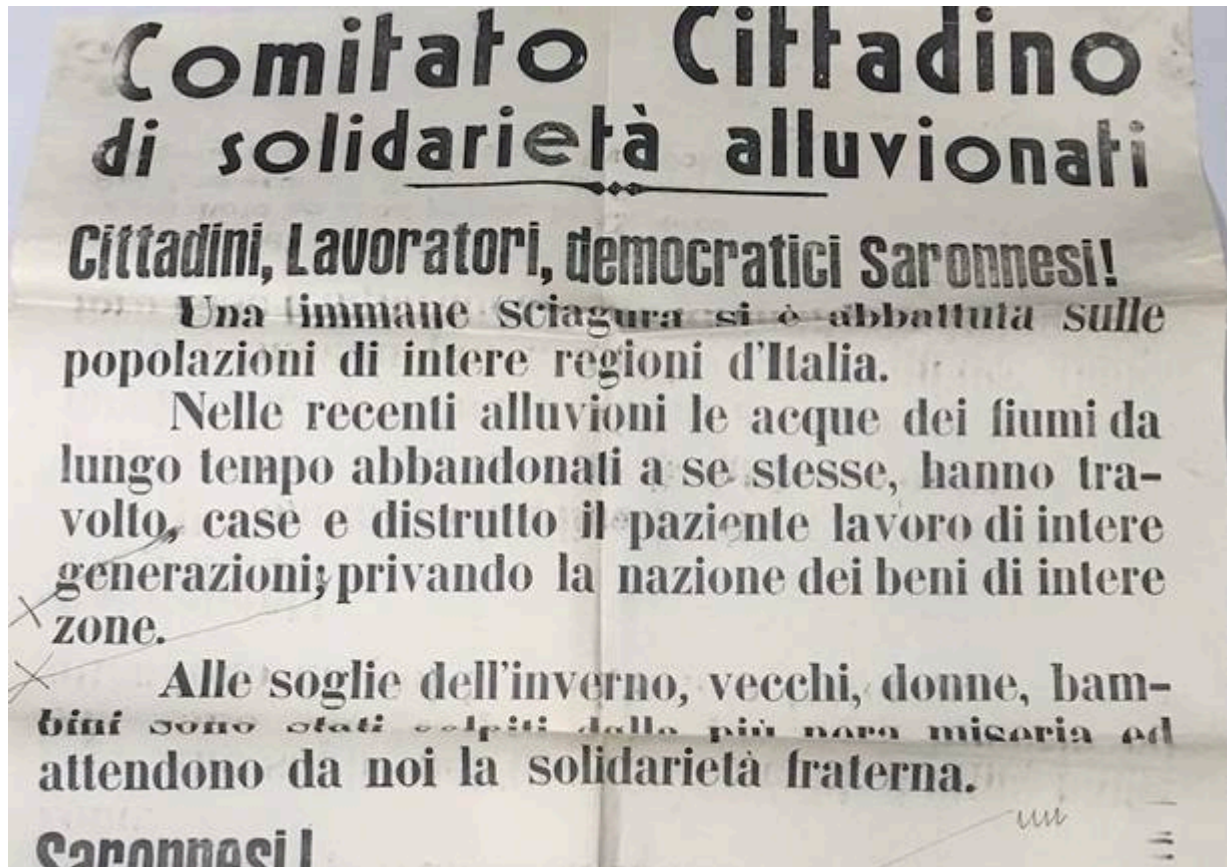 Comitato Cittadino
di solidarietà alluvionati
Cittadini, Lavoratori, democratici Saronnesi!
Una immane sciagura si è abbattuta sulle
popolazioni di intere regioni d'Italia.
Nelle recenti alluvioni le acque dei fiumi da
lungo tempo abbandonati a se stesse, hanno tra-
volto, case e distrutto il paziente lavoro di intere
generazioni; privando la nazione dei beni di intere
zone.
Alle soglie dell'inverno, vecchi, donne, bam-
bini sono stati colpiti dalla più nera miseria ed
attendono da noi la solidarietà fraterna.
Saronnesi!